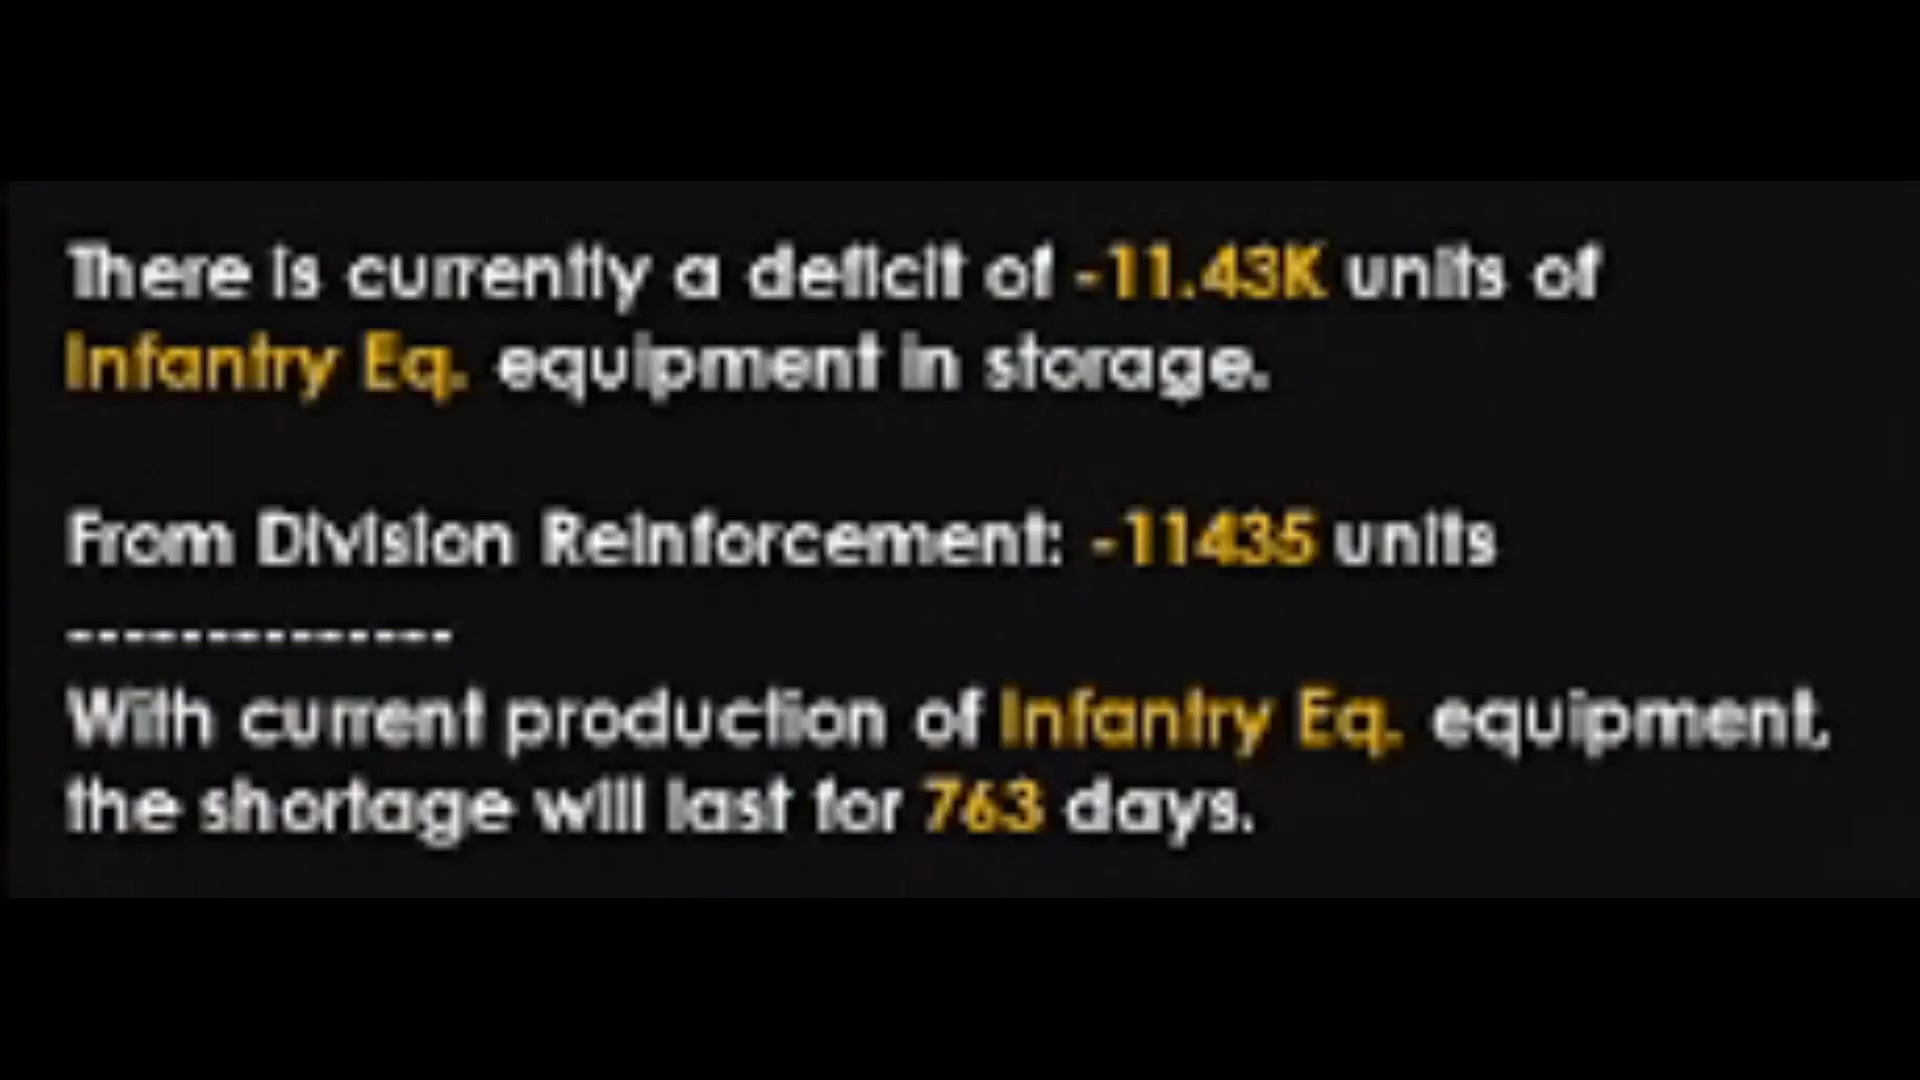 There is currently a deficit of -11.43K units of
Infantry Eq. equipment in storage.
From Division Reinforcement: -11435 units
--------------
With current production of Infantry Eq. equipment,
the shortage will last for 763 days.